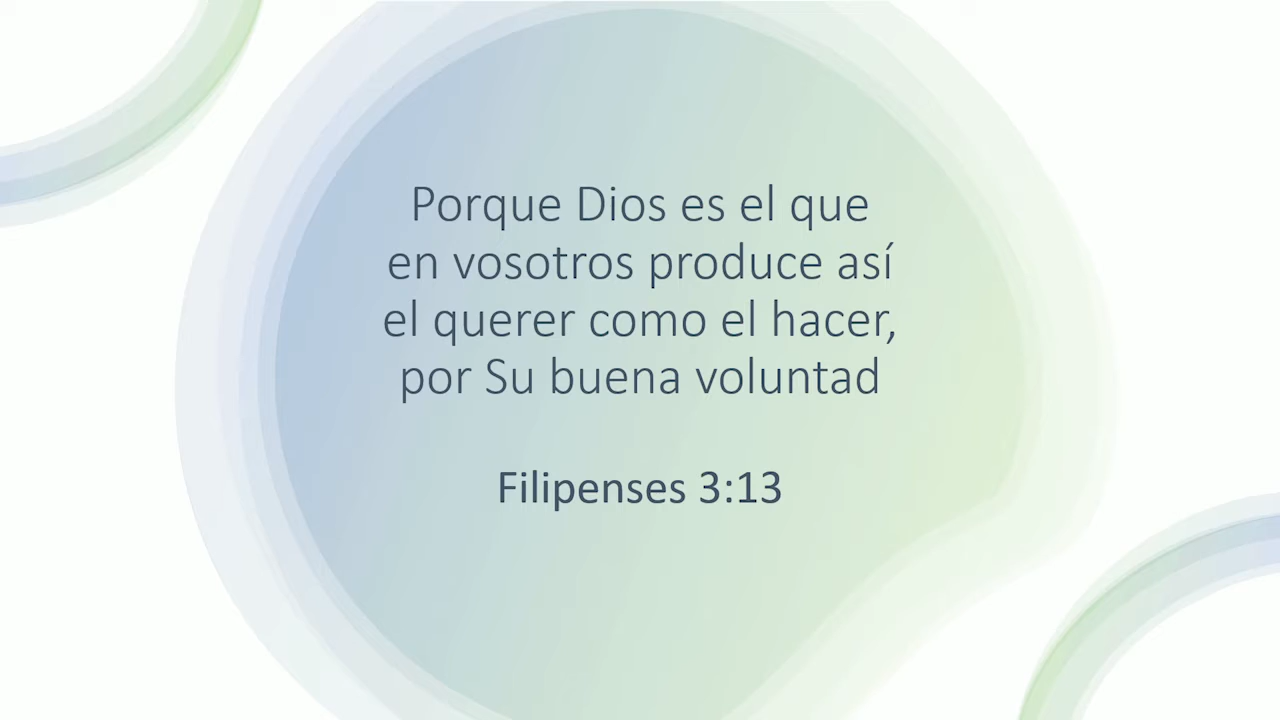 Porque Dios es el que
en vosotros produce así
el querer como el hacer,
por Su buena voluntad
Filipenses 3:13